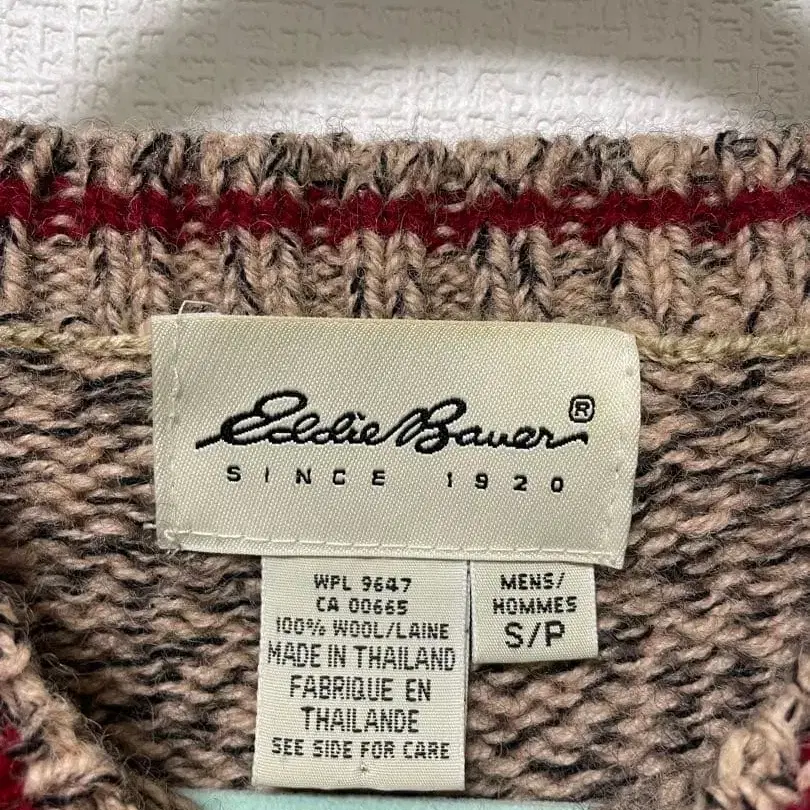 Eddie Bauer ®
SINCE 1920
WPL 9647
CA 00665
100% WOOL/LAINE
MADE IN THAILAND
FABRIQUE EN
THAILANDE
SEE SIDE FOR CARE
MENS/
HOMMES
S/P